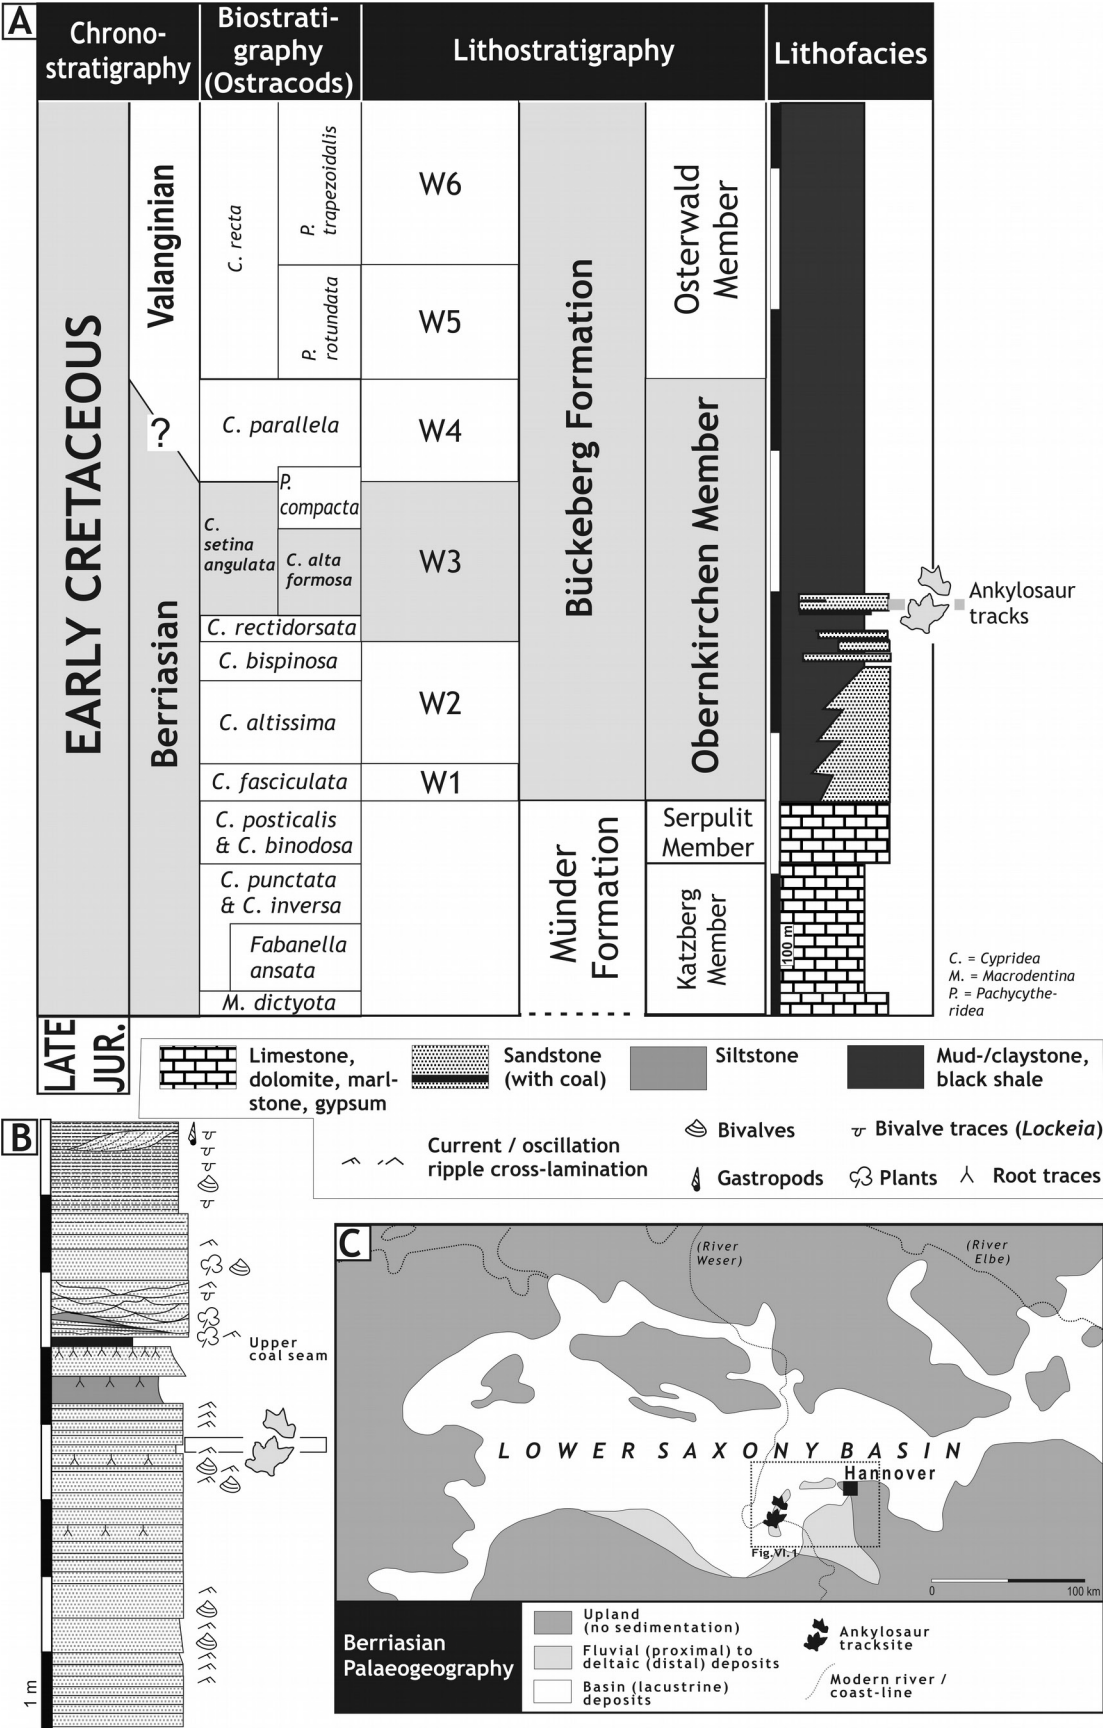 A
Chrono-
stratigraphy
Biostrati-
graphy
(Ostracods)
Lithostratigraphy
Lithofacies
EARLY CRETACEOUS
LATE
JUR.
Valanginian
?
Berriasian
C. recta
P.
trapezoidalis
P.
rotundata
C. parallela
P.
compacta
C.
setina
angulata
C. alta
formosa
C. rectidorsata
C. bispinosa
C. altissima
C. fasciculata
C. posticalis
& C. binodosa
C. punctata
& C. inversa
Fabanella
ansata
M. dictyota
W6
W5
W4
W3
W2
W1
Bückeberg Formation
Münder
Formation
Osterwald
Member
Obernkirchen Member
Serpulit
Member
Katzberg
Member
100 m
Ankylosaur
tracks
C. = Cypridea
M. = Macrodentina
P. = Pachycythe-
ridea
Limestone,
dolomite, marl-
stone, gypsum
Sandstone
(with coal)
Siltstone
Mud-/claystone,
black shale
Current / oscillation
ripple cross-lamination
Bivalves
Bivalve traces (Lockeia)
Gastropods
Plants
Root traces
B
Upper
coal seam
1 m
C
(River
Weser)
(River
Elbe)
LOWER SAXONY BASIN
Hannover
Fig.VI.1
0
100 km
Berriasian
Palaeogeography
Upland
(no sedimentation)
Fluvial (proximal) to
deltaic (distal) deposits
Basin (lacustrine)
deposits
Ankylosaur
tracksite
Modern river /
coast-line